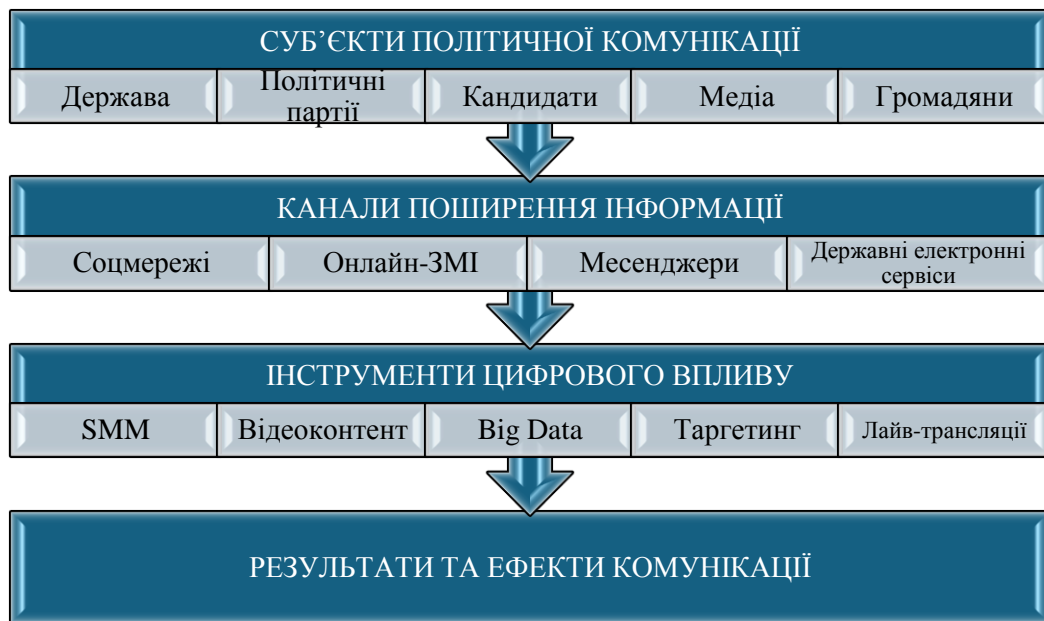 СУБ’ЄКТИ ПОЛІТИЧНОЇ КОМУНІКАЦІЇ
Держава
Політичні
партії
Кандидати
Медіа
Громадяни
КАНАЛИ ПОШИРЕННЯ ІНФОРМАЦІЇ
Соцмережі
Онлайн-ЗМІ
Месенджери
Державні електронні
сервіси
ІНСТРУМЕНТИ ЦИФРОВОГО ВПЛИВУ
SMM
Відеоконтент
Big Data
Таргетинг
Лайв-трансляції
РЕЗУЛЬТАТИ ТА ЕФЕКТИ КОМУНІКАЦІЇ